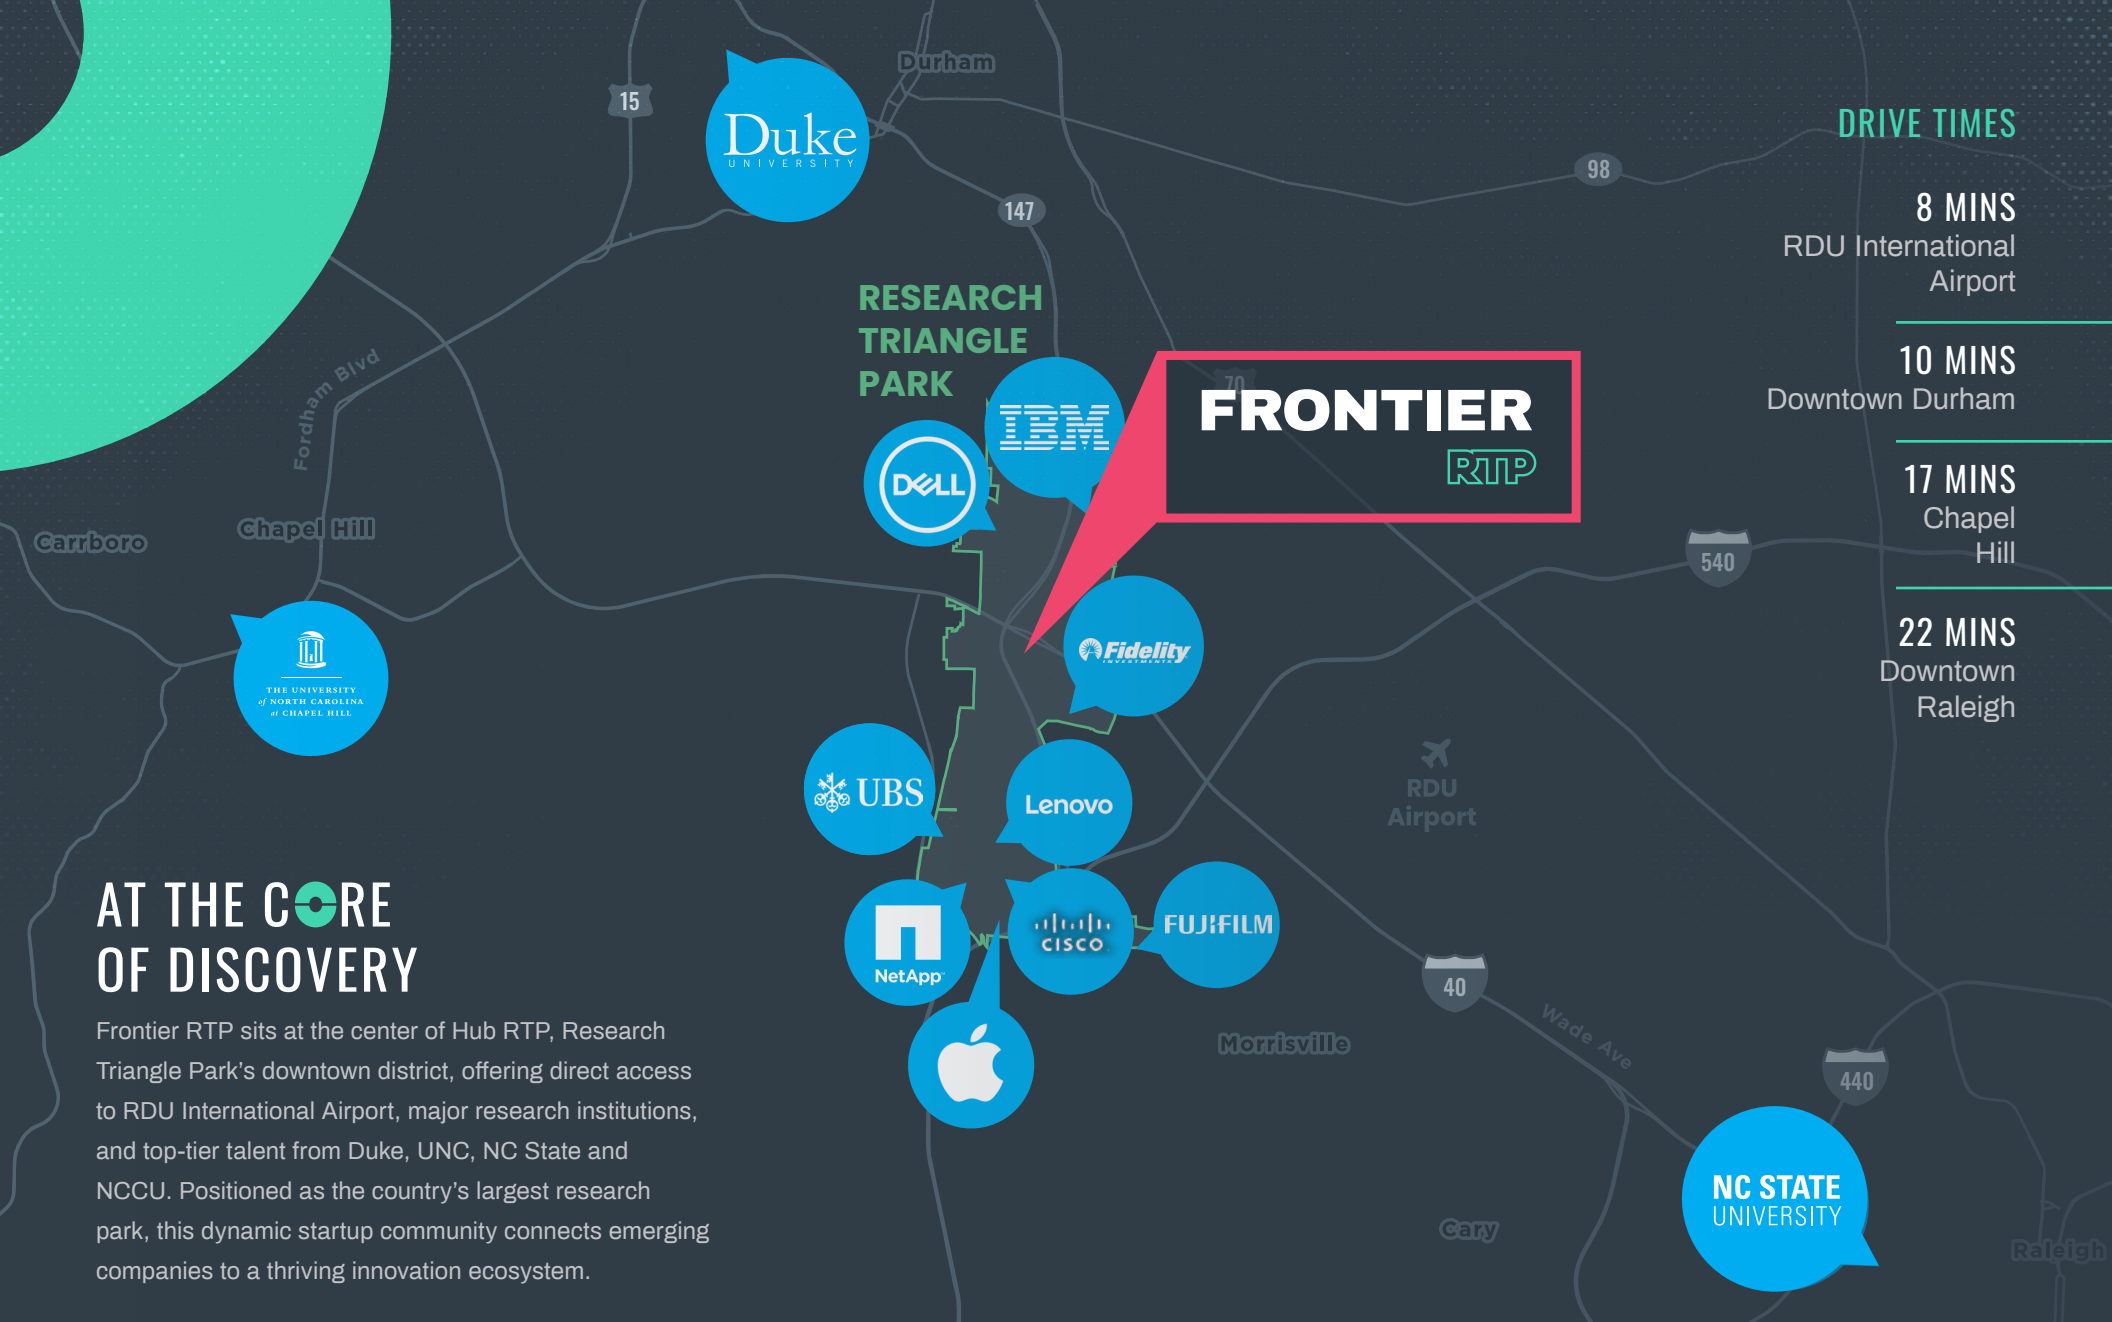 Durham
15
Duke
UNIVERSITY
98
147
DRIVE TIMES
8 MINS
RDU International
Airport
10 MINS
Downtown Durham
17 MINS
Chapel
Hill
22 MINS
Downtown
Raleigh
RESEARCH
TRIANGLE
PARK
70
FRONTIER
RTP
IBM
DELL
Fordham Blvd
Carrboro
Chapel Hill
540
THE UNIVERSITY
of NORTH CAROLINA
at CHAPEL HILL
Fidelity
INVESTMENTS
UBS
Lenovo
RDU
Airport
NetApp
CISCO
FUJIFILM
40
Wade Ave
Morrisville
440
NC STATE
UNIVERSITY
Cary
Raleigh
AT THE CORE
OF DISCOVERY
Frontier RTP sits at the center of Hub RTP, Research
Triangle Park’s downtown district, offering direct access
to RDU International Airport, major research institutions,
and top-tier talent from Duke, UNC, NC State and
NCCU. Positioned as the country’s largest research
park, this dynamic startup community connects emerging
companies to a thriving innovation ecosystem.